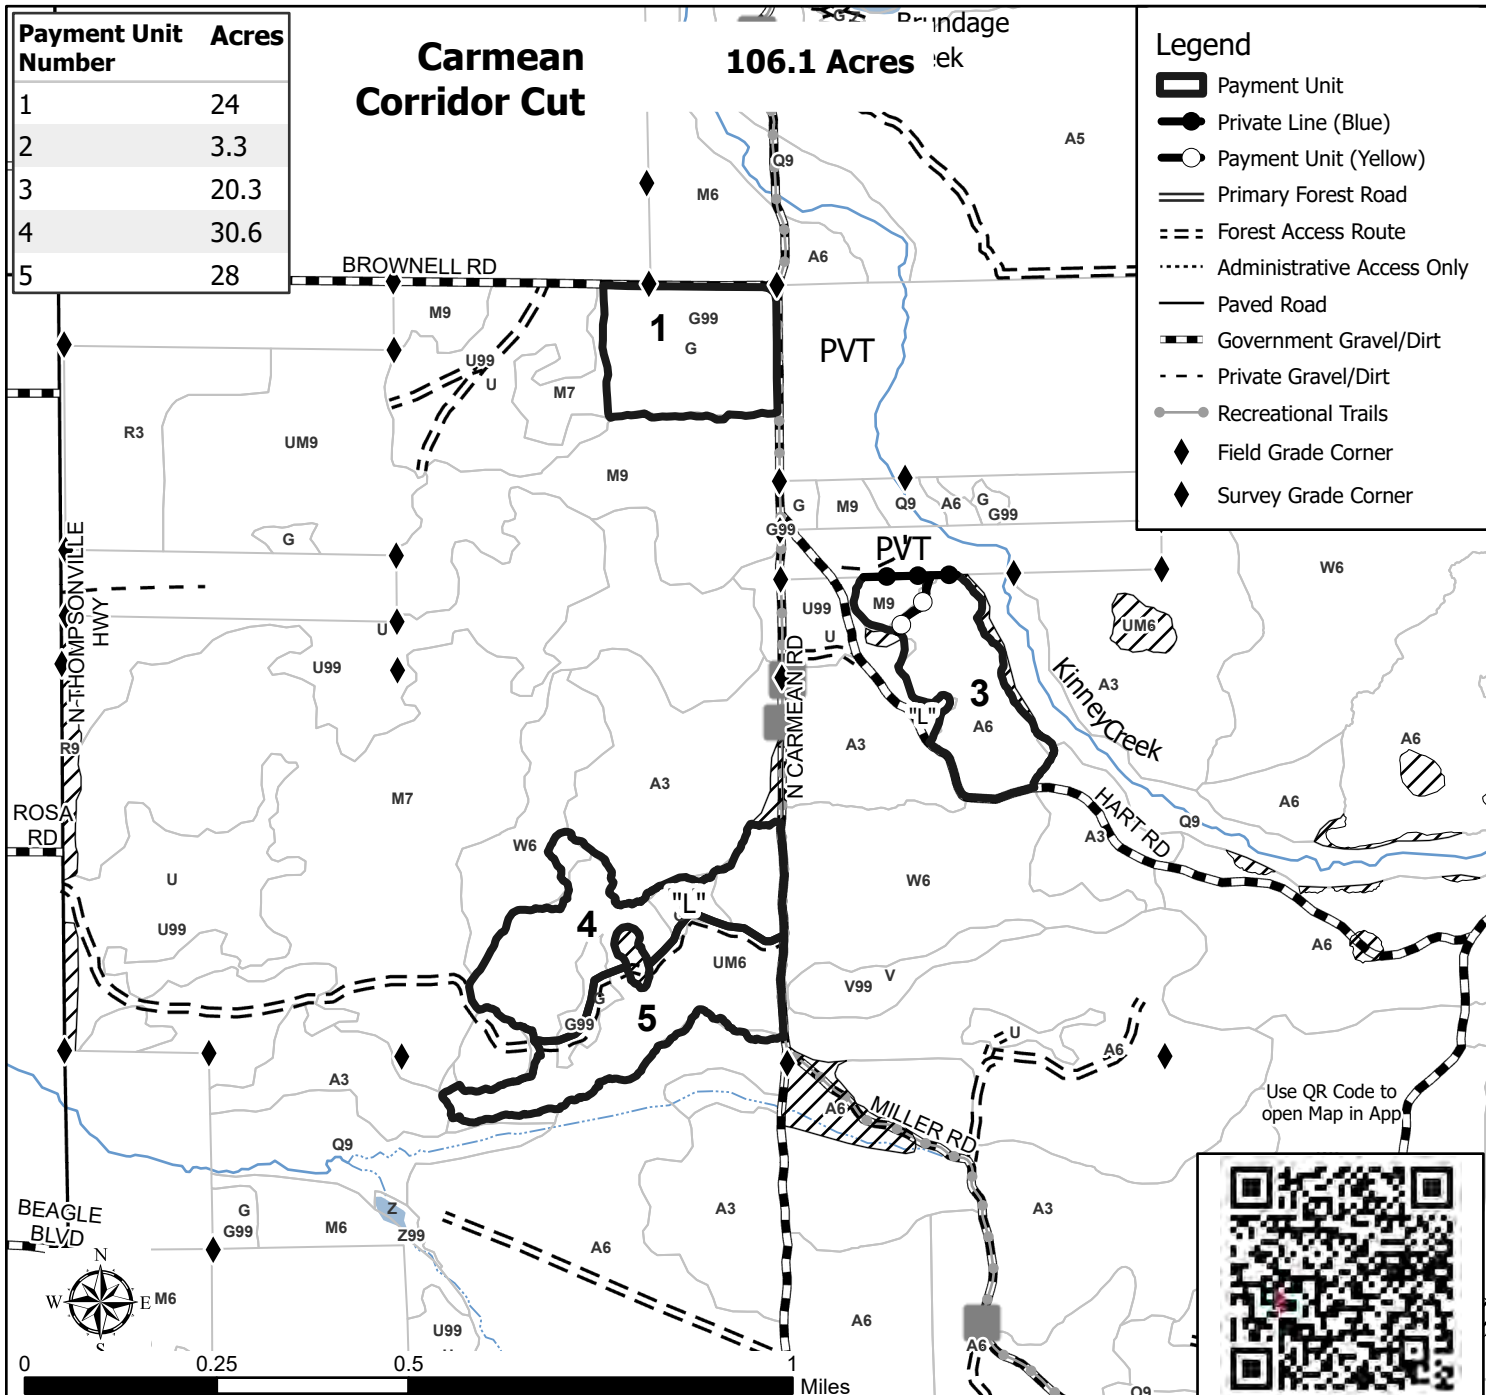 Payment Unit Number Acres
1 24
2 3.3
3 20.3
4 30.6
5 28
Carmean
Corridor Cut
106.1 Acres
Legend
Payment Unit
Private Line (Blue)
Payment Unit (Yellow)
Primary Forest Road
Forest Access Route
Administrative Access Only
Paved Road
Government Gravel/Dirt
Private Gravel/Dirt
Recreational Trails
Field Grade Corner
Survey Grade Corner
G
Brundage
eek
A5
Q9
M6
A6
BROWNELL RD
M9
1
G99
G
PVT
U99
U
M7
R3
UM9
M9
G
M9
Q9
A6
G
G99
G99
G
PVT
W6
N THOMPSONVILLE
HWY
M9
U99
U
UM6
U
U99
N CARMEAN RD
Kinney Creek
A3
3
"L"
A6
R9
A3
A6
A3
M7
ROSA
RD
HART RD
A6
Q9
A3
W6
U
W6
"L"
4
U99
UM6
A6
V
V99
G
G99
5
U
A6
A3
A6
MILLER RD
Use QR Code to
open Map in App
Q9
BEAGLE
BLVD
G
G99
M6
Z
Z99
A3
A3
A6
N
W
E
S
M6
U99
A6
A6
Q9
0 0.25 0.5 1
Miles